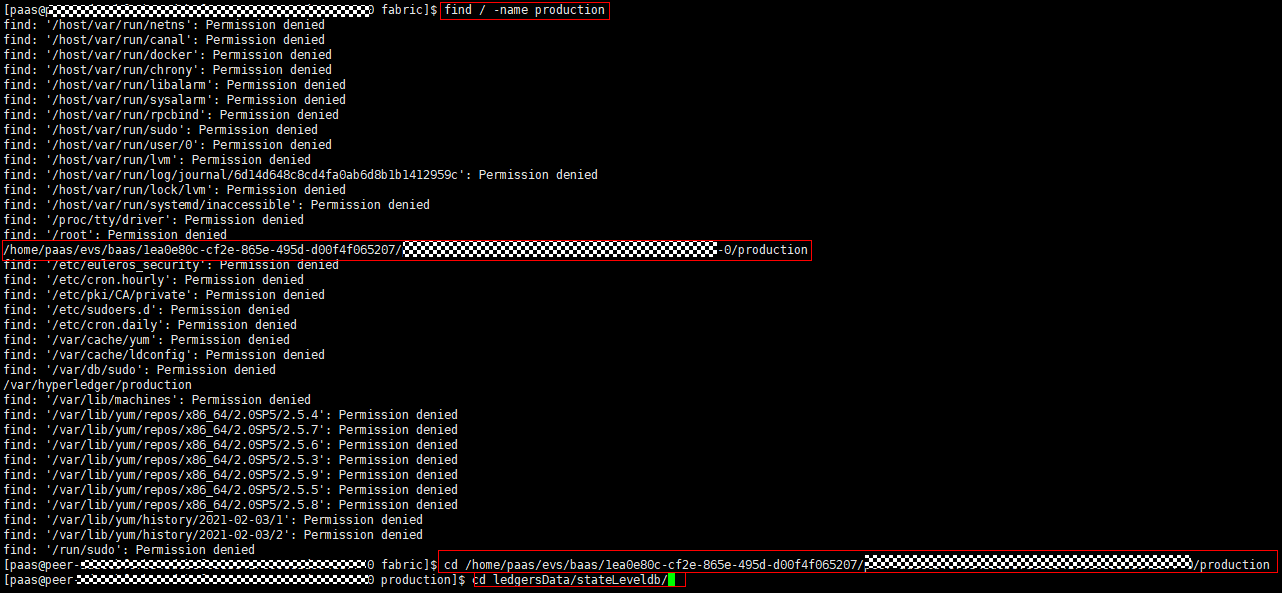 [paas@p 0 fabric]$ find / -name production
find: '/host/var/run/netns': Permission denied
find: '/host/var/run/canal': Permission denied
find: '/host/var/run/docker': Permission denied
find: '/host/var/run/chrony': Permission denied
find: '/host/var/run/libalarm': Permission denied
find: '/host/var/run/sysalarm': Permission denied
find: '/host/var/run/rpcbind': Permission denied
find: '/host/var/run/sudo': Permission denied
find: '/host/var/run/user/0': Permission denied
find: '/host/var/run/lvm': Permission denied
find: '/host/var/run/log/journal/6d14d648c8cd4fa0ab6d8b1b1412959c': Permission denied
find: '/host/var/run/lock/lvm': Permission denied
find: '/host/var/run/systemd/inaccessible': Permission denied
find: '/proc/tty/driver': Permission denied
find: '/root': Permission denied
/home/paas/evs/baas/1ea0e80c-cf2e-865e-495d-d00f4f065207/ -0/production
find: '/etc/euleros_security': Permission denied
find: '/etc/cron.hourly': Permission denied
find: '/etc/pki/CA/private': Permission denied
find: '/etc/sudoers.d': Permission denied
find: '/etc/cron.daily': Permission denied
find: '/var/cache/yum': Permission denied
find: '/var/cache/ldconfig': Permission denied
find: '/var/db/sudo': Permission denied
/var/hyperledger/production
find: '/var/lib/machines': Permission denied
find: '/var/lib/yum/repos/x86_64/2.0SP5/2.5.4': Permission denied
find: '/var/lib/yum/repos/x86_64/2.0SP5/2.5.7': Permission denied
find: '/var/lib/yum/repos/x86_64/2.0SP5/2.5.6': Permission denied
find: '/var/lib/yum/repos/x86_64/2.0SP5/2.5.3': Permission denied
find: '/var/lib/yum/repos/x86_64/2.0SP5/2.5.9': Permission denied
find: '/var/lib/yum/repos/x86_64/2.0SP5/2.5.5': Permission denied
find: '/var/lib/yum/repos/x86_64/2.0SP5/2.5.8': Permission denied
find: '/var/lib/yum/history/2021-02-03/1': Permission denied
find: '/var/lib/yum/history/2021-02-03/2': Permission denied
find: '/run/sudo': Permission denied
[paas@peer- 0 fabric]$ cd /home/paas/evs/baas/1ea0e80c-cf2e-865e-495d-d00f4f065207/ /production
[paas@peer- 0 production]$ cd ledgersData/stateLeveldb/